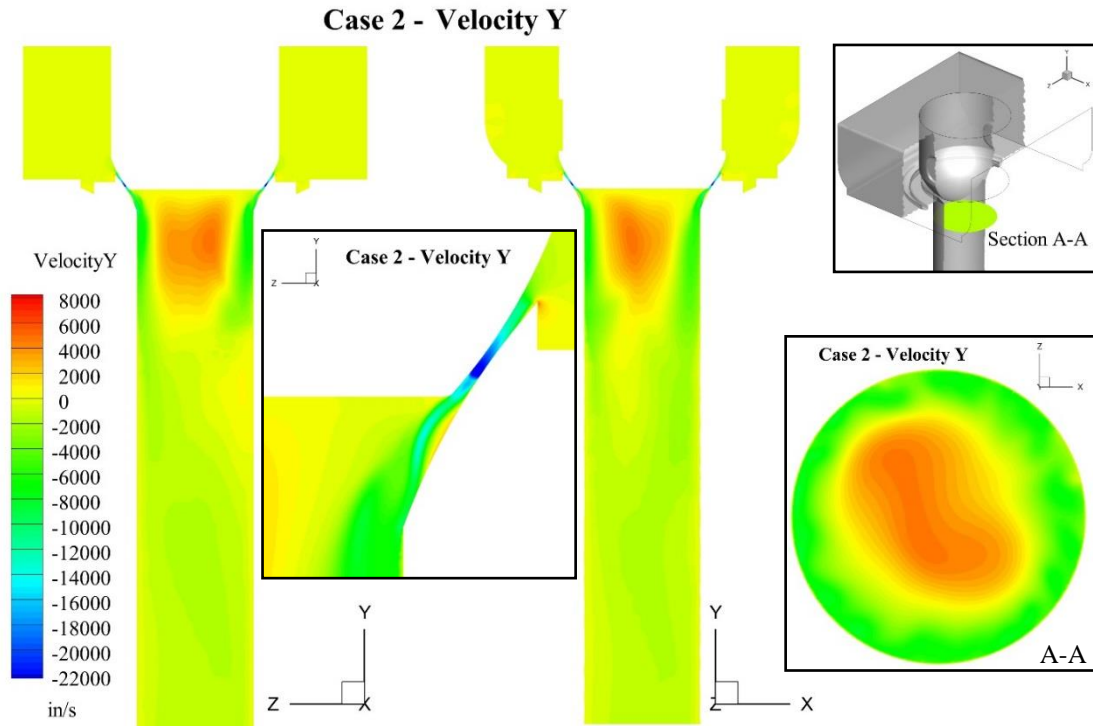 Case 2 - Velocity Y
Y
Z
X
Section A-A
VelocityY
8000
6000
4000
2000
0
-2000
-4000
-6000
-8000
-10000
-12000
-14000
-16000
-18000
-20000
-22000
in/s
Y
Z
X
Case 2 - Velocity Y
Y
Z
X
Y
Z
X
Case 2 - Velocity Y
Z
Y
X
A-A